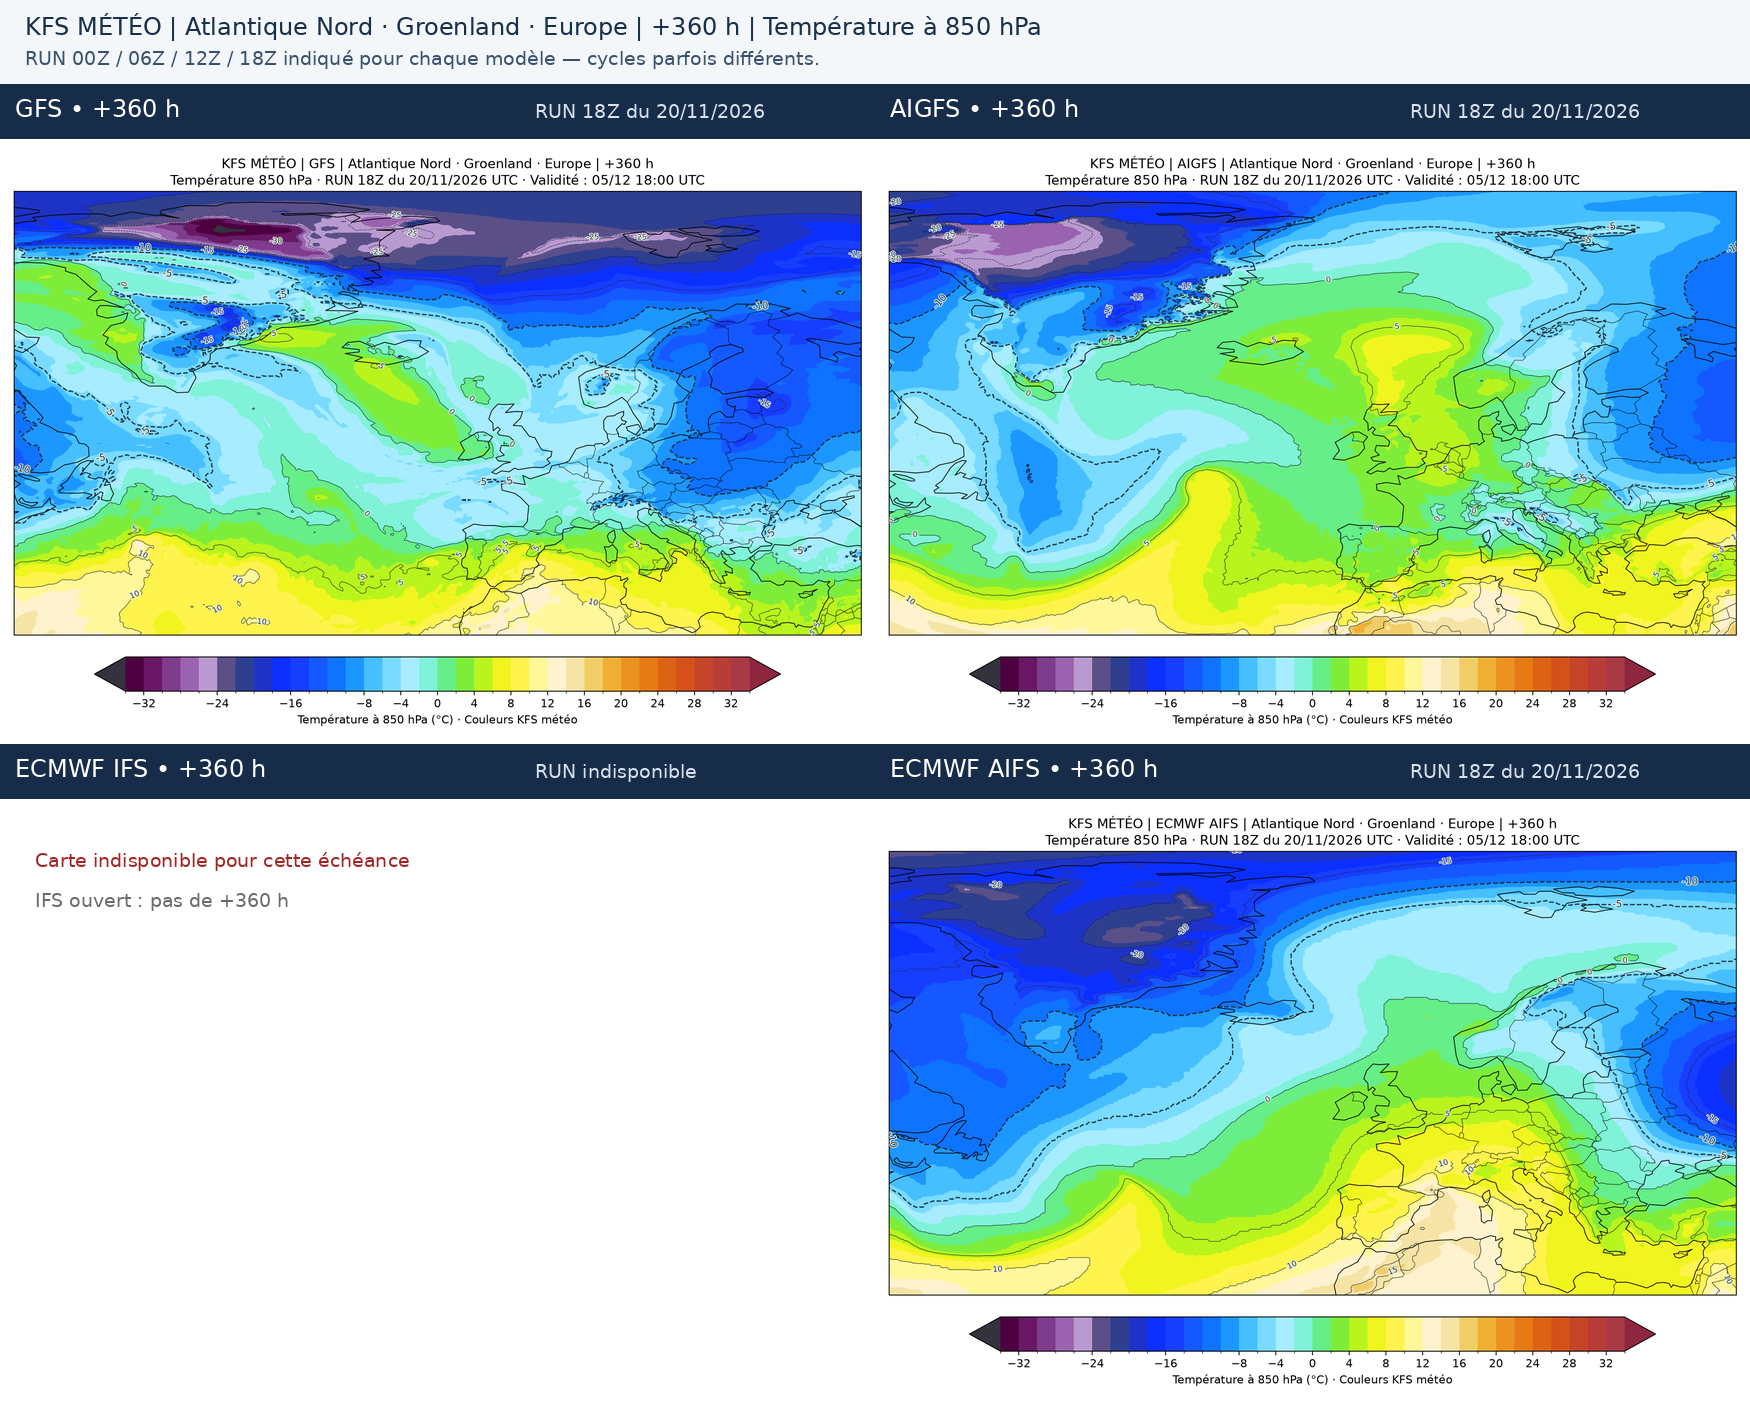 KFS MÉTÉO | Atlantique Nord · Groenland · Europe | +360 h | Température à 850 hPa
RUN 00Z / 06Z / 12Z / 18Z indiqué pour chaque modèle — cycles parfois différents.
GFS • +360 h
RUN 18Z du 20/11/2026
AIGFS • +360 h
RUN 18Z du 20/11/2026
KFS MÉTÉO | GFS | Atlantique Nord · Groenland · Europe | +360 h
Température 850 hPa · RUN 18Z du 20/11/2026 UTC · Validité : 05/12 18:00 UTC
−32 −24 −16 −8 −4 0 4 8 12 16 20 24 28 32
Température à 850 hPa (°C) · Couleurs KFS météo
KFS MÉTÉO | AIGFS | Atlantique Nord · Groenland · Europe | +360 h
Température 850 hPa · RUN 18Z du 20/11/2026 UTC · Validité : 05/12 18:00 UTC
−32 −24 −16 −8 −4 0 4 8 12 16 20 24 28 32
Température à 850 hPa (°C) · Couleurs KFS météo
ECMWF IFS • +360 h
RUN indisponible
ECMWF AIFS • +360 h
RUN 18Z du 20/11/2026
Carte indisponible pour cette échéance
IFS ouvert : pas de +360 h
KFS MÉTÉO | ECMWF AIFS | Atlantique Nord · Groenland · Europe | +360 h
Température 850 hPa · RUN 18Z du 20/11/2026 UTC · Validité : 05/12 18:00 UTC
−32 −24 −16 −8 −4 0 4 8 12 16 20 24 28 32
Température à 850 hPa (°C) · Couleurs KFS météo